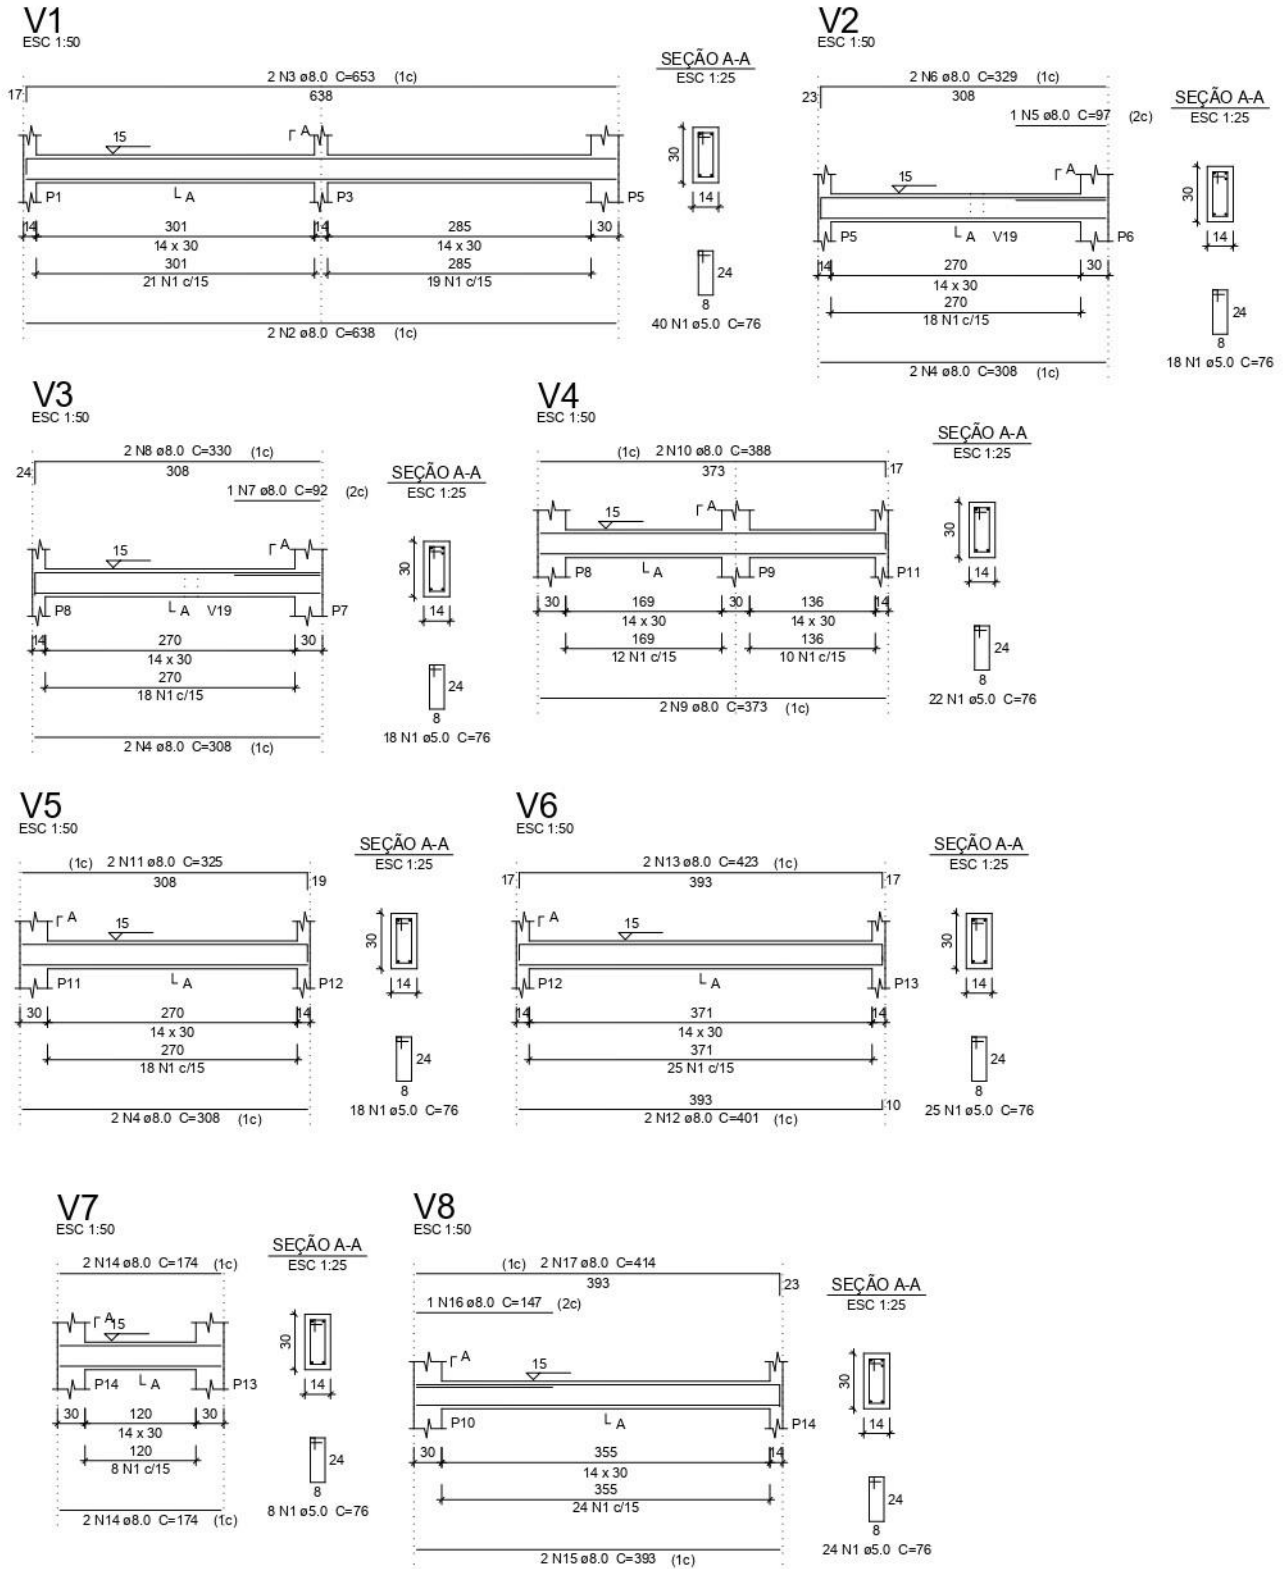 V1
ESC 1:50
2 N3 ø8.0 C=653 (1c)
17
638
15
A
A
P1
P3
P5
14
301
14
285
30
14 x 30
14 x 30
301
285
21 N1 c/15
19 N1 c/15
2 N2 ø8.0 C=638 (1c)
SEÇÃO A-A
ESC 1:25
30
14
24
8
40 N1 ø5.0 C=76
V2
ESC 1:50
2 N6 ø8.0 C=329 (1c)
23
308
1 N5 ø8.0 C=97 (2c)
15
A
P5
A
V19
P6
14
270
30
14 x 30
270
18 N1 c/15
2 N4 ø8.0 C=308 (1c)
SEÇÃO A-A
ESC 1:25
30
14
24
8
18 N1 ø5.0 C=76
V3
ESC 1:50
2 N8 ø8.0 C=330 (1c)
24
308
1 N7 ø8.0 C=92 (2c)
15
A
P8
A
V19
P7
14
270
30
14 x 30
270
18 N1 c/15
2 N4 ø8.0 C=308 (1c)
SEÇÃO A-A
ESC 1:25
30
14
24
8
18 N1 ø5.0 C=76
V4
ESC 1:50
(1c) 2 N10 ø8.0 C=388
373
17
15
A
P8
A
P9
P11
30
169
30
136
14
14 x 30
14 x 30
169
136
12 N1 c/15
10 N1 c/15
2 N9 ø8.0 C=373 (1c)
SEÇÃO A-A
ESC 1:25
30
14
24
8
22 N1 ø5.0 C=76
V5
ESC 1:50
(1c) 2 N11 ø8.0 C=325
308
19
A
15
P11
A
P12
30
270
14
14 x 30
270
18 N1 c/15
2 N4 ø8.0 C=308 (1c)
SEÇÃO A-A
ESC 1:25
30
14
24
8
18 N1 ø5.0 C=76
V6
ESC 1:50
2 N13 ø8.0 C=423 (1c)
17
393
17
A
15
P12
A
P13
14
371
14
14 x 30
371
25 N1 c/15
393
10
2 N12 ø8.0 C=401 (1c)
SEÇÃO A-A
ESC 1:25
30
14
24
8
25 N1 ø5.0 C=76
V7
ESC 1:50
2 N14 ø8.0 C=174 (1c)
A
15
P14
A
P13
30
120
30
14 x 30
120
8 N1 c/15
2 N14 ø8.0 C=174 (1c)
SEÇÃO A-A
ESC 1:25
30
14
24
8
8 N1 ø5.0 C=76
V8
ESC 1:50
(1c) 2 N17 ø8.0 C=414
393
23
1 N16 ø8.0 C=147 (2c)
A
15
P10
A
P14
30
355
14
14 x 30
355
24 N1 c/15
2 N15 ø8.0 C=393 (1c)
SEÇÃO A-A
ESC 1:25
30
14
24
8
24 N1 ø5.0 C=76